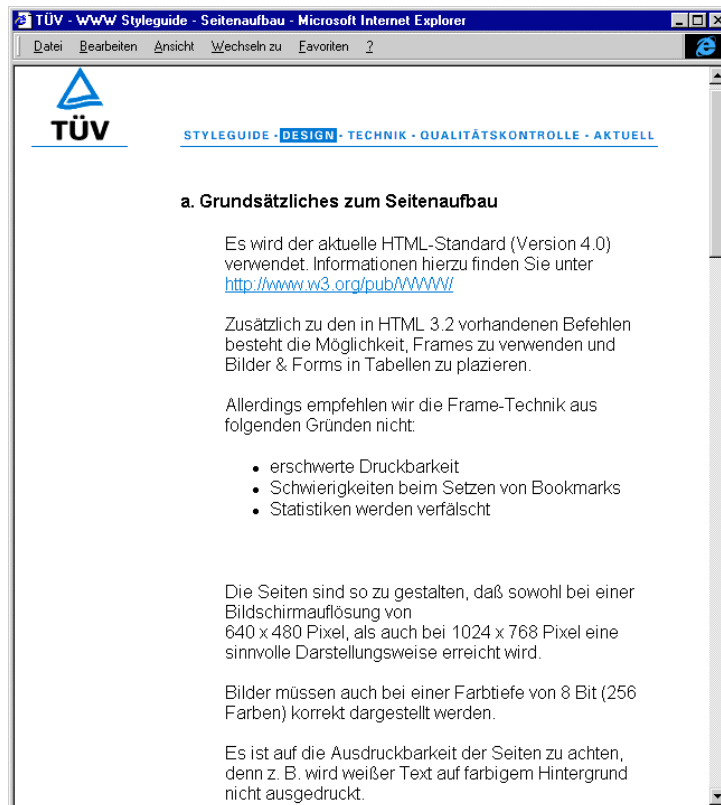 TÜV - WWW Styleguide - Seitenaufbau - Microsoft Internet Explorer
Datei Bearbeiten Ansicht Wechseln zu Favoriten ?
TÜV
STYLEGUIDE - DESIGN - TECHNIK - QUALITÄTSKONTROLLE - AKTUELL
a. Grundsätzliches zum Seitenaufbau
Es wird der aktuelle HTML-Standard (Version 4.0)
verwendet. Informationen hierzu finden Sie unter
http://www.w3.org/pub/WWW/
Zusätzlich zu den in HTML 3.2 vorhandenen Befehlen
besteht die Möglichkeit, Frames zu verwenden und
Bilder & Forms in Tabellen zu plazieren.
Allerdings empfehlen wir die Frame-Technik aus
folgenden Gründen nicht:
• erschwerte Druckbarkeit
• Schwierigkeiten beim Setzen von Bookmarks
• Statistiken werden verfälscht
Die Seiten sind so zu gestalten, daß sowohl bei einer
Bildschirmauflösung von
640 x 480 Pixel, als auch bei 1024 x 768 Pixel eine
sinnvolle Darstellungsweise erreicht wird.
Bilder müssen auch bei einer Farbtiefe von 8 Bit (256
Farben) korrekt dargestellt werden.
Es ist auf die Ausdruckbarkeit der Seiten zu achten,
denn z. B. wird weißer Text auf farbigem Hintergrund
nicht ausgedruckt.